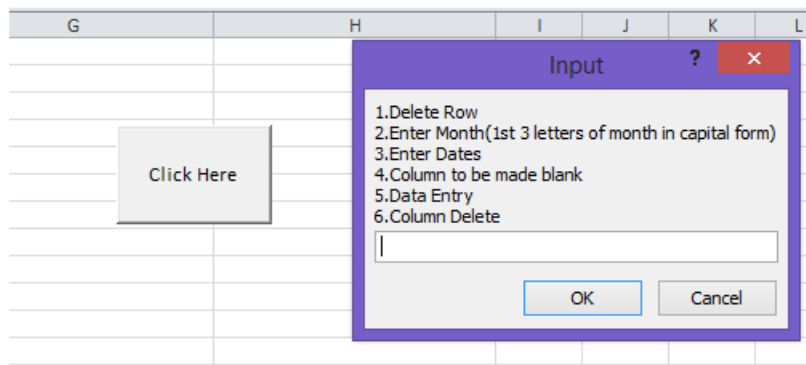 G H I J K L
Input ? ×
1.Delete Row
2.Enter Month(1st 3 letters of month in capital form)
3.Enter Dates
4.Column to be made blank
5.Data Entry
6.Column Delete
Click Here
OK Cancel